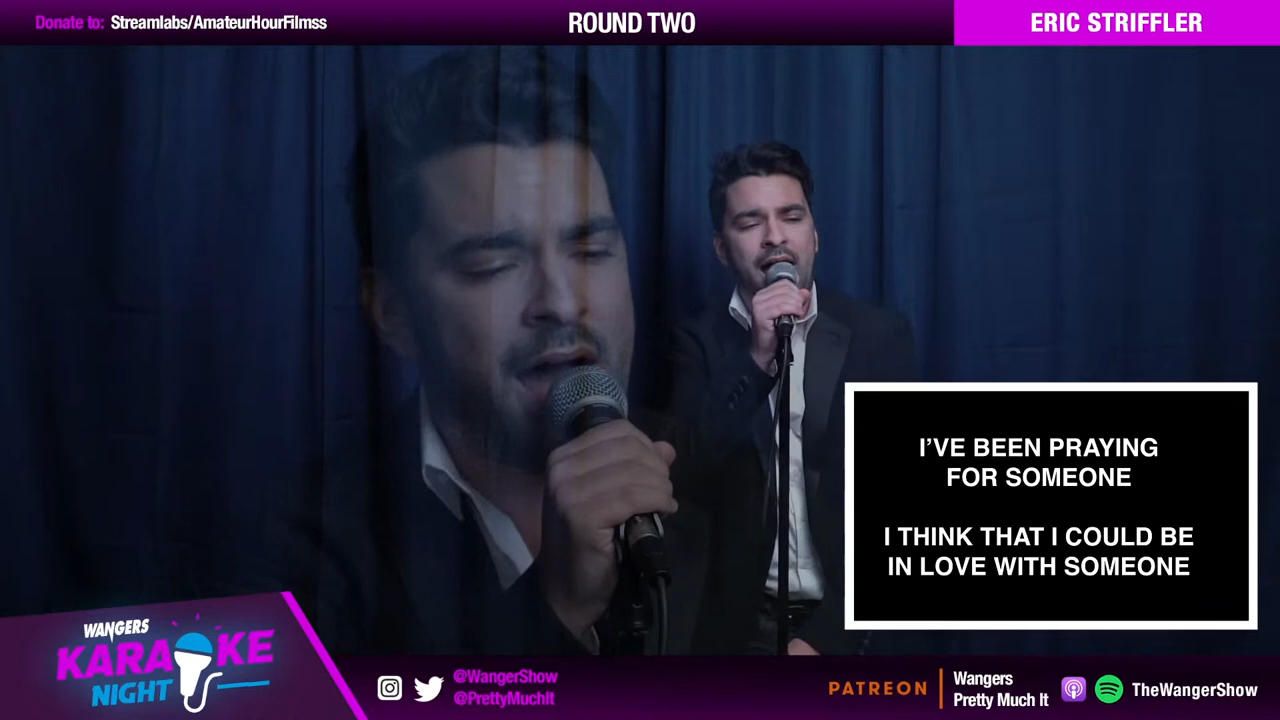 Donate to: Streamlabs/AmateurHourFilmss
ROUND TWO
ERIC STRIFFLER
I'VE BEEN PRAYING
FOR SOMEONE
I THINK THAT I COULD BE
IN LOVE WITH SOMEONE
WANGERS
KARAOKE
NIGHT
@WangerShow
@PrettyMuchIt
PATREON
Wangers
Pretty Much It
TheWangerShow